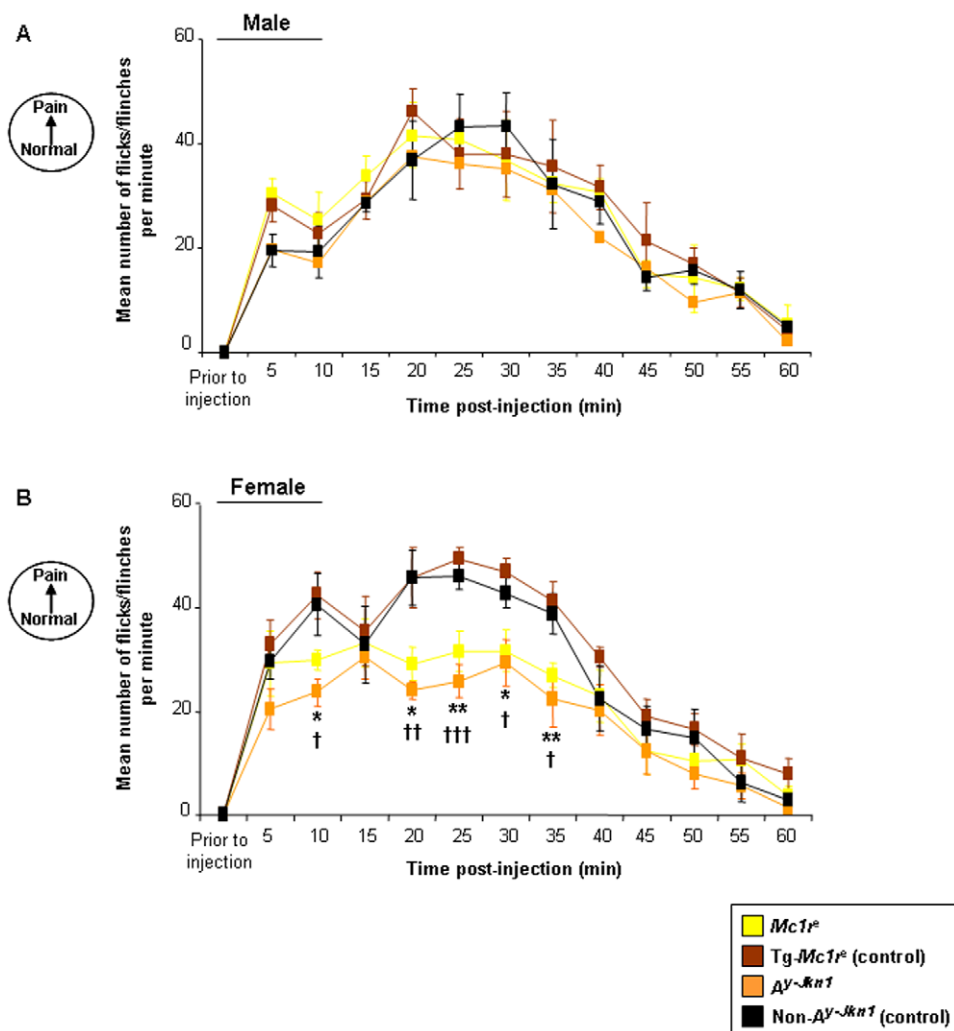 A
Male
Pain
Normal
Mean number of flicks/flinches
per minute
60
40
20
0
Prior to
injection
5 10 15 20 25 30 35 40 45 50 55 60
Time post-injection (min)
B
Female
Pain
Normal
Mean number of flicks/flinches
per minute
60
40
20
0
* * ** * **
† †† ††† † †
Prior to
injection
5 10 15 20 25 30 35 40 45 50 55 60
Time post-injection (min)
Mc1rᵉ
Tg-Mc1rᵉ (control)
Aʸ⁻ᴶᵏⁿ¹
Non-Aʸ⁻ᴶᵏⁿ¹ (control)